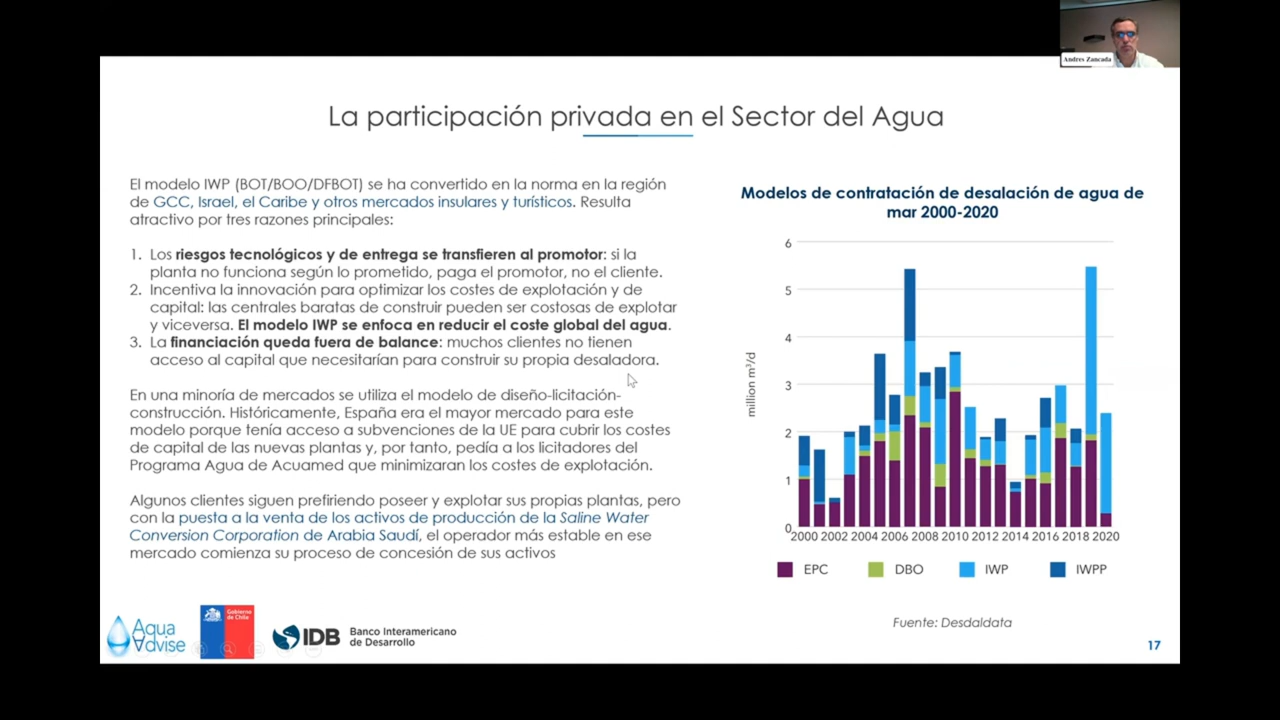 Andres Zancada
La participación privada en el Sector del Agua
El modelo IWP (BOT/BOO/DFBOT) se ha convertido en la norma en la región
de GCC, Israel, el Caribe y otros mercados insulares y turísticos. Resulta
atractivo por tres razones principales:
1. Los riesgos tecnológicos y de entrega se transfieren al promotor: si la
planta no funciona según lo prometido, paga el promotor, no el cliente.
2. Incentiva la innovación para optimizar los costes de explotación y de
capital: las centrales baratas de construir pueden ser costosas de explotar
y viceversa. El modelo IWP se enfoca en reducir el coste global del agua.
3. La financiación queda fuera de balance: muchos clientes no tienen
acceso al capital que necesitarían para construir su propia desaladora.
En una minoría de mercados se utiliza el modelo de diseño-licitación-
construcción. Históricamente, España era el mayor mercado para este
modelo porque tenía acceso a subvenciones de la UE para cubrir los costes
de capital de las nuevas plantas y, por tanto, pedía a los licitadores del
Programa Agua de Acuamed que minimizaran los costes de explotación.
Algunos clientes siguen prefiriendo poseer y explotar sus propias plantas, pero
con la puesta a la venta de los activos de producción de la Saline Water
Conversion Corporation de Arabia Saudí, el operador más estable en ese
mercado comienza su proceso de concesión de sus activos
Modelos de contratación de desalación de agua de
mar 2000-2020
million m³/d
6
5
4
3
2
1
0
2000 2002 2004 2006 2008 2010 2012 2014 2016 2018 2020
EPC DBO IWP IWPP
Fuente: Desdaldata
Aqua
Advise
Gobierno
de Chile
IDB
Banco Interamericano
de Desarrollo
17